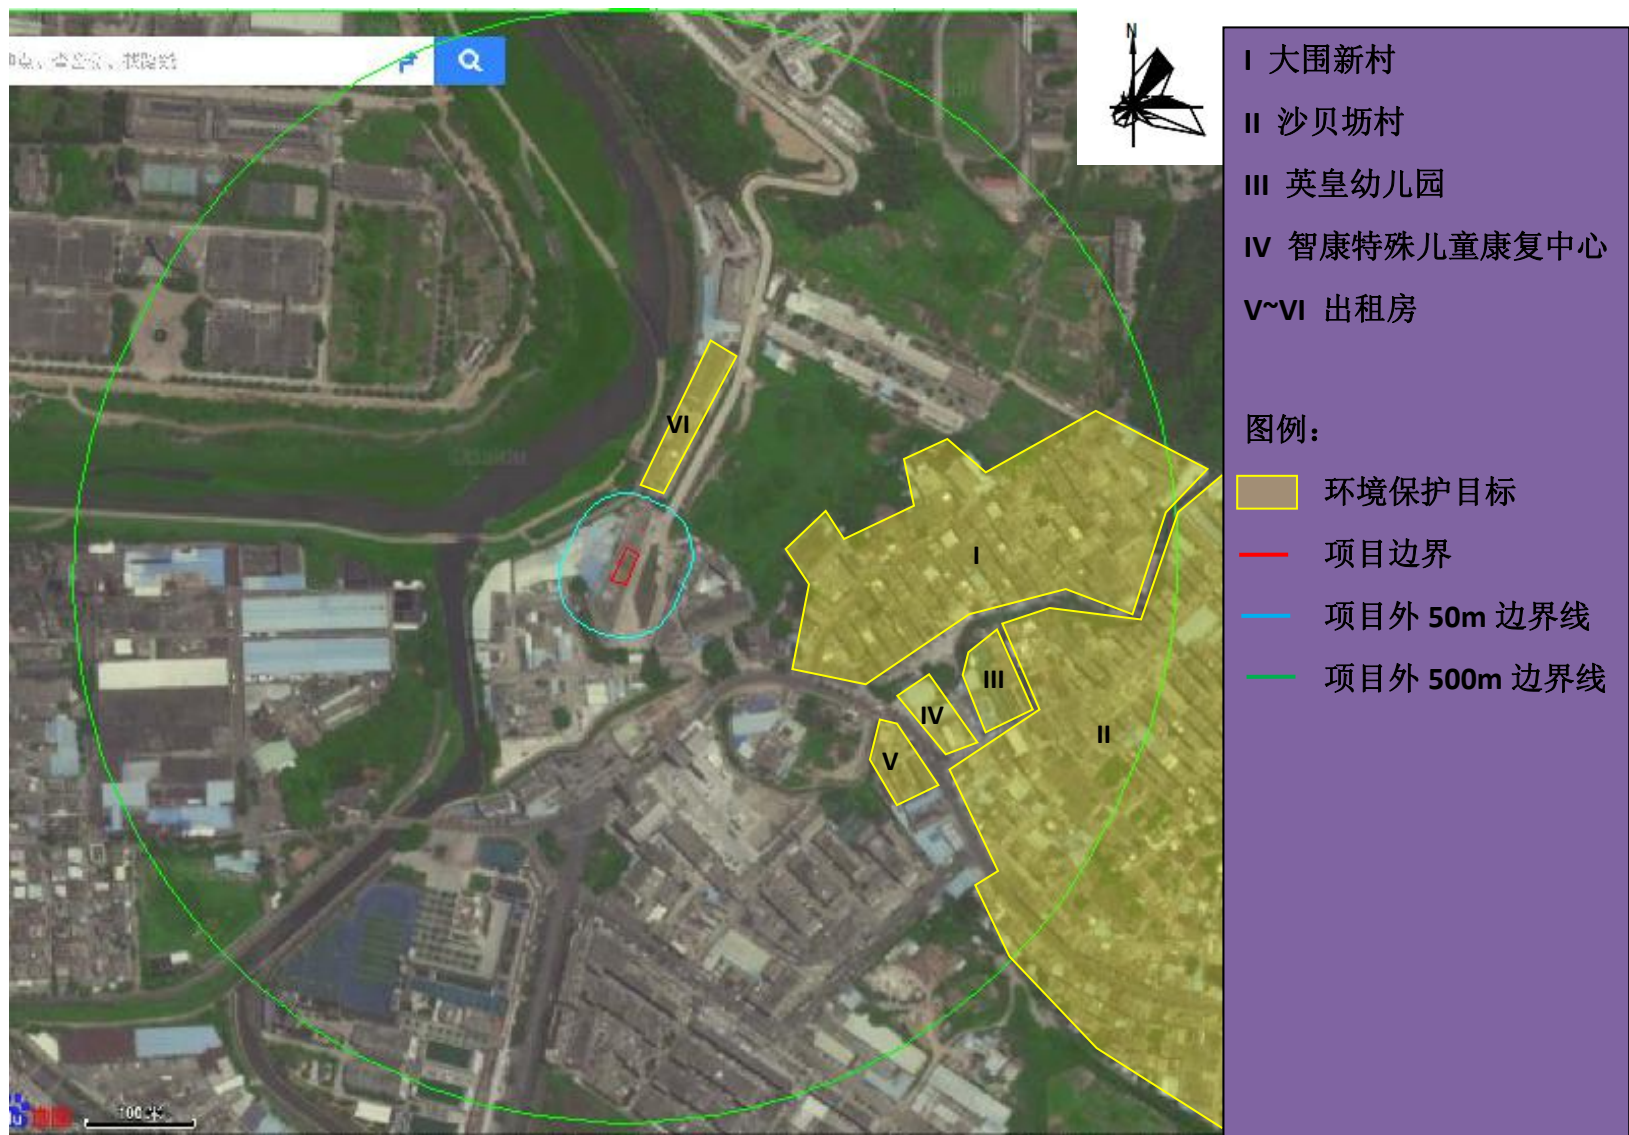 N
I 大围新村
II 沙贝坜村
III 英皇幼儿园
IV 智康特殊儿童康复中心
V~VI 出租房
图例：
环境保护目标
项目边界
项目外 50m 边界线
项目外 500m 边界线
VI
I
III
IV
II
V
100 米